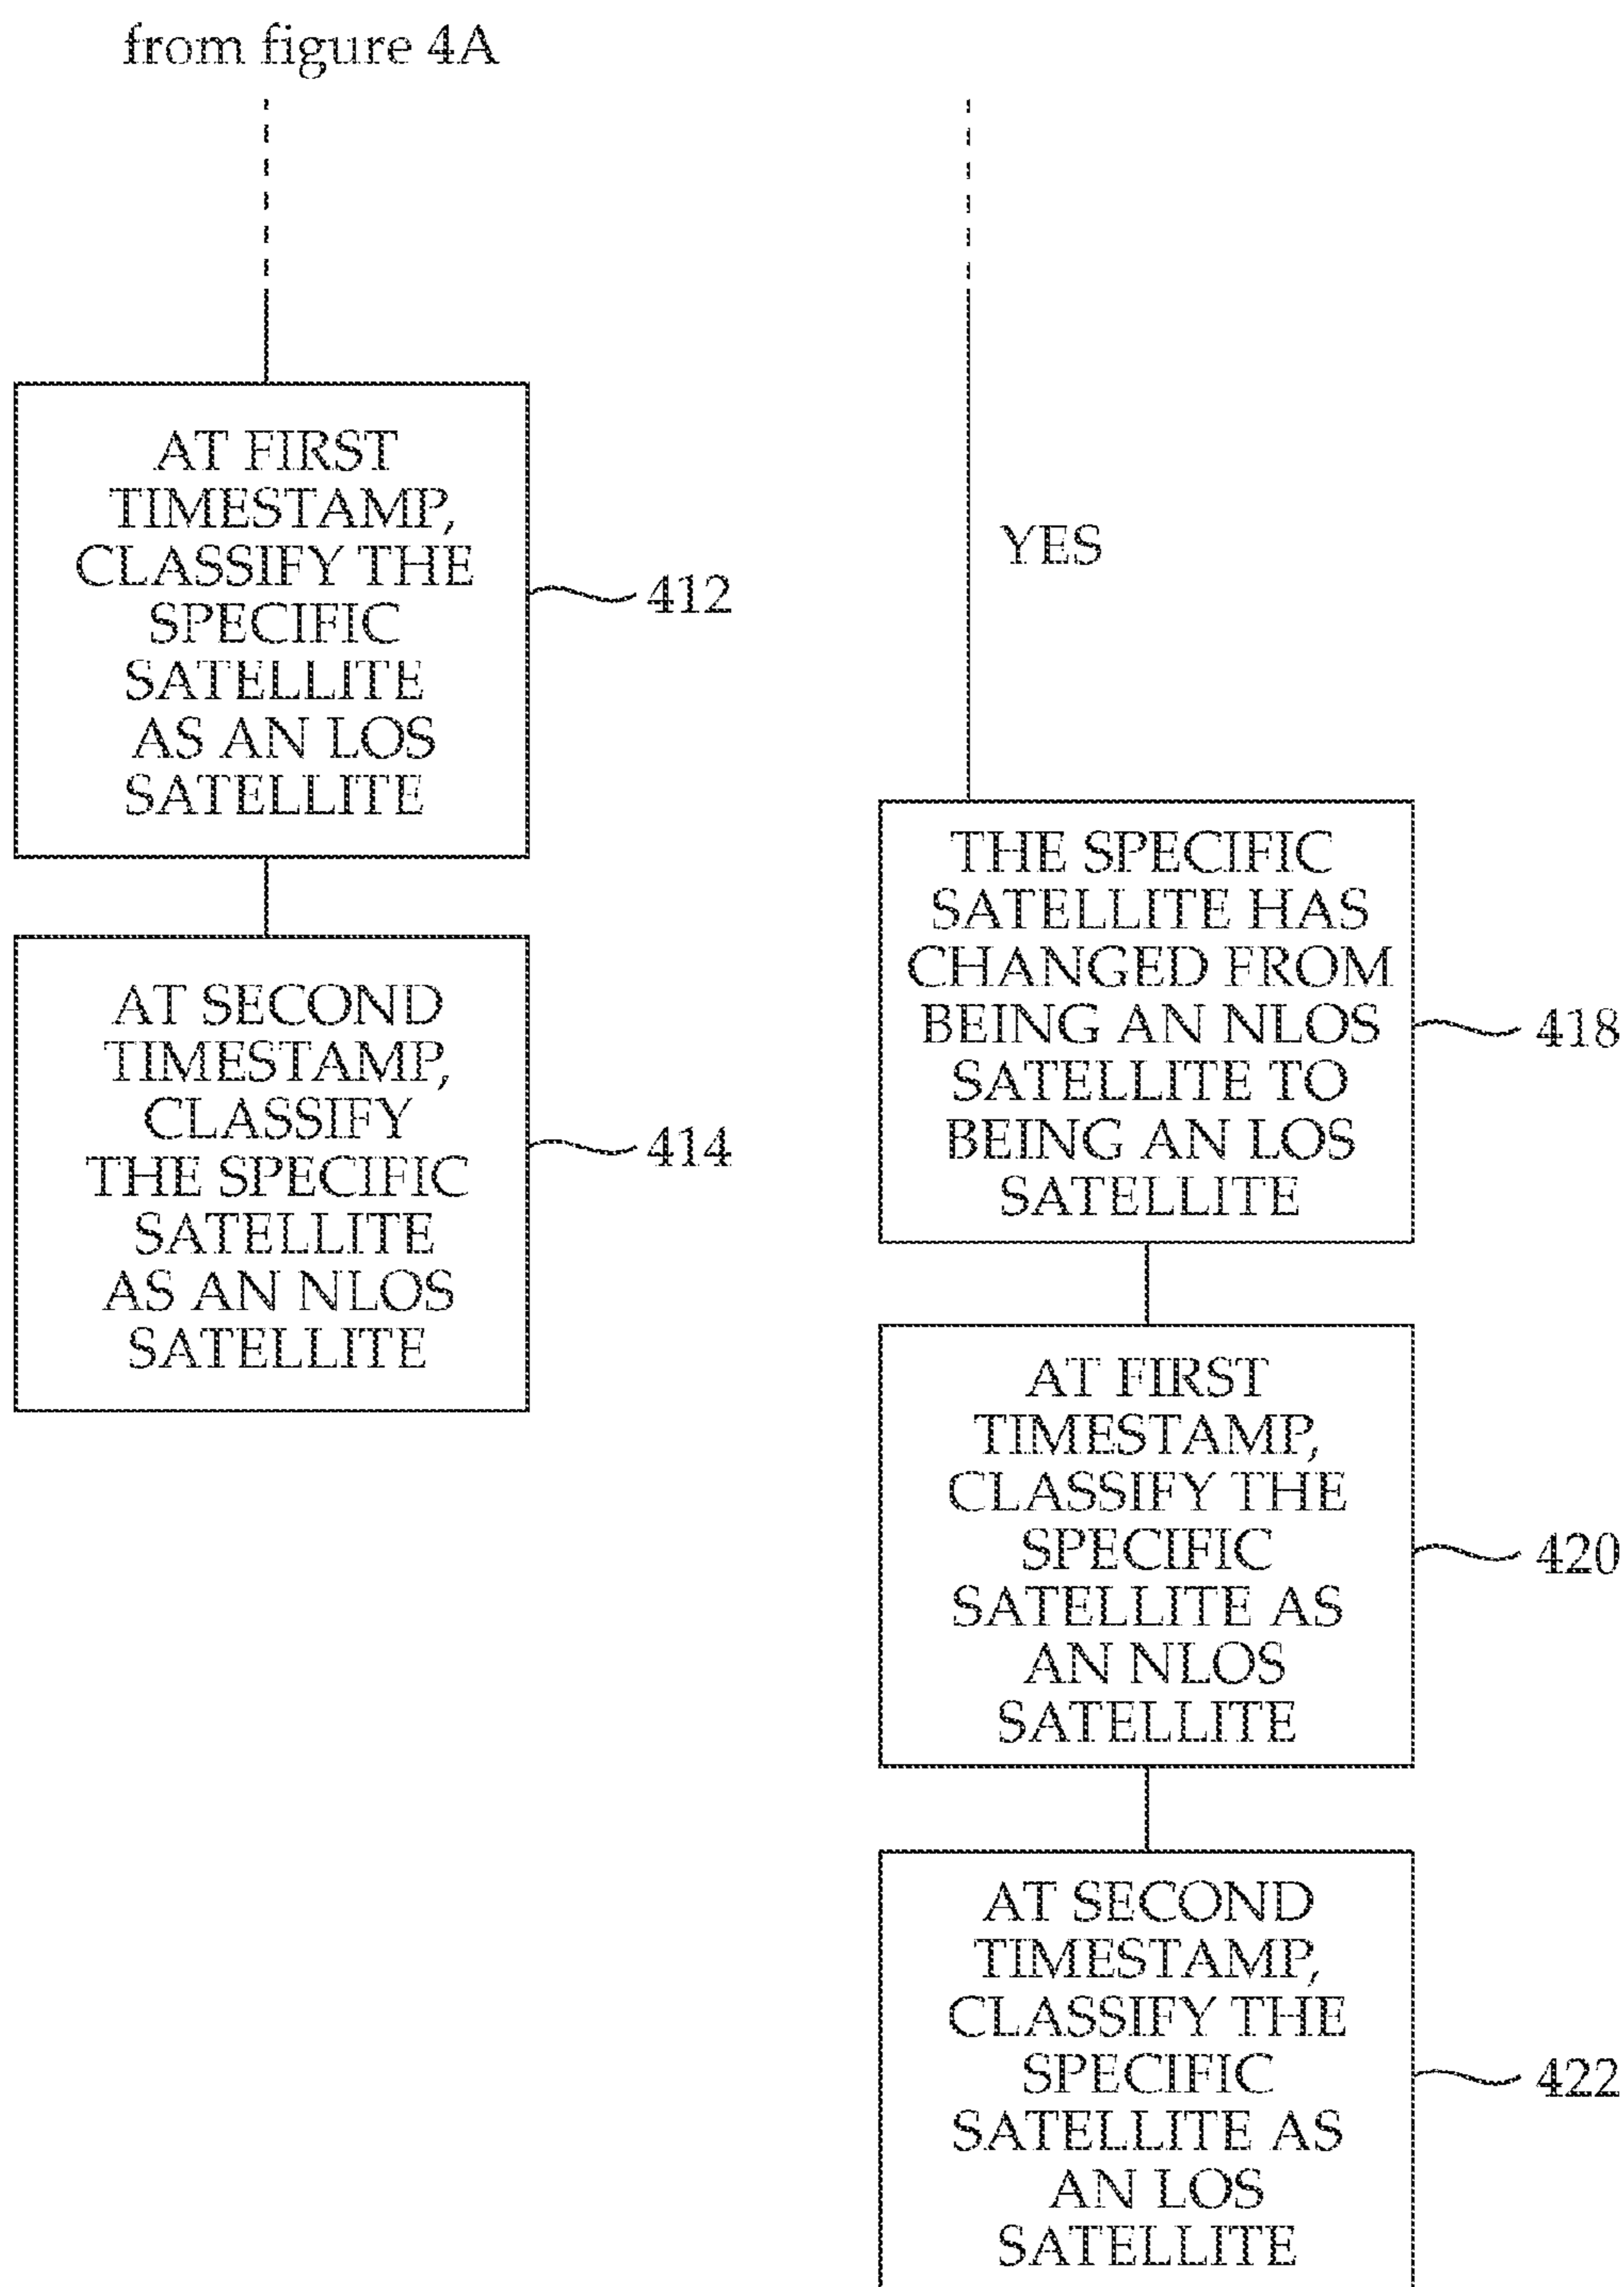 from figure 4A
AT FIRST
TIMESTAMP,
CLASSIFY THE
SPECIFIC
SATELLITE
AS AN LOS
SATELLITE
412
AT SECOND
TIMESTAMP,
CLASSIFY
THE SPECIFIC
SATELLITE
AS AN NLOS
SATELLITE
414
YES
THE SPECIFIC
SATELLITE HAS
CHANGED FROM
BEING AN NLOS
SATELLITE TO
BEING AN LOS
SATELLITE
418
AT FIRST
TIMESTAMP,
CLASSIFY THE
SPECIFIC
SATELLITE AS
AN NLOS
SATELLITE
420
AT SECOND
TIMESTAMP,
CLASSIFY THE
SPECIFIC
SATELLITE AS
AN LOS
SATELLITE
422